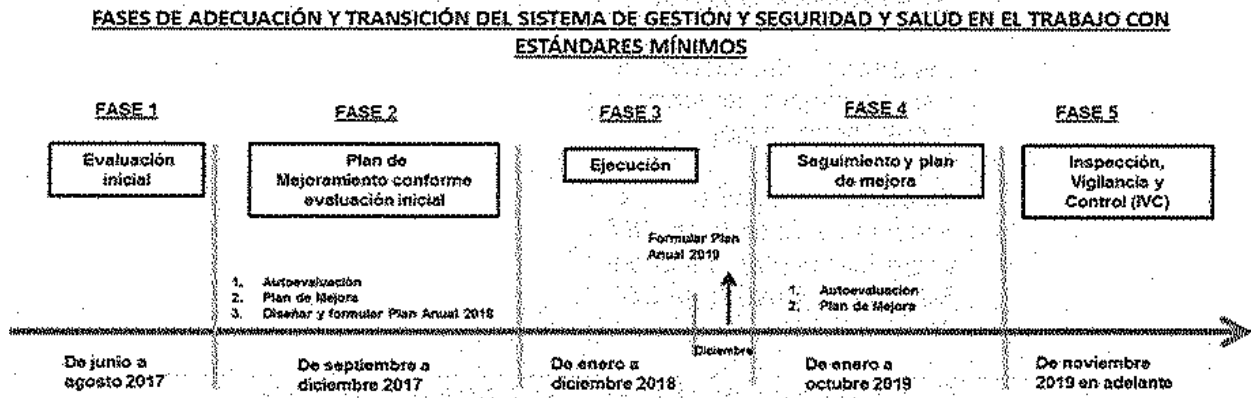 FASES DE ADECUACIÓN Y TRANSICIÓN DEL SISTEMA DE GESTIÓN Y SEGURIDAD Y SALUD EN EL TRABAJO CON
ESTÁNDARES MÍNIMOS
FASE 1
Evaluación
inicial
De junio a
agosto 2017
FASE 2
Plan de
Mejoramiento conforme
evaluación inicial
1. Autoevaluación
2. Plan de Mejora
3. Diseñar y formular Plan Anual 2018
De septiembre a
diciembre 2017
FASE 3
Ejecución
Formular Plan
Anual 2019
Diciembre
De enero a
diciembre 2018
FASE 4
Seguimiento y plan
de mejora
1. Autoevaluación
2. Plan de Mejora
De enero a
octubre 2019
FASE 5
Inspección,
Vigilancia y
Control (IVC)
De noviembre
2019 en adelante